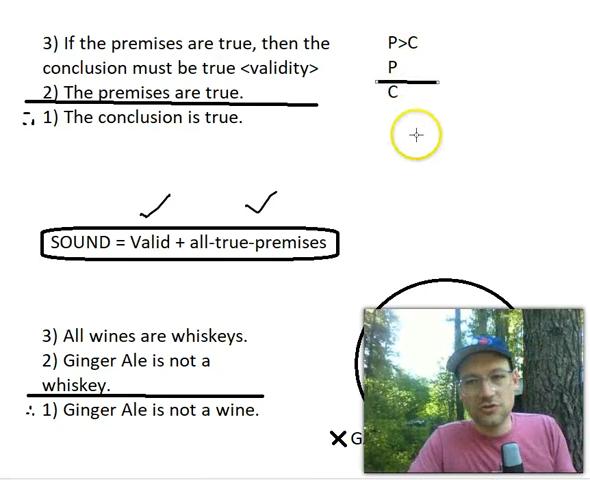 3) If the premises are true, then the
conclusion must be true <validity>
2) The premises are true.
∴ 1) The conclusion is true.
P>C
P
C
SOUND = Valid + all-true-premises
3) All wines are whiskeys.
2) Ginger Ale is not a
whiskey.
∴ 1) Ginger Ale is not a wine.
G